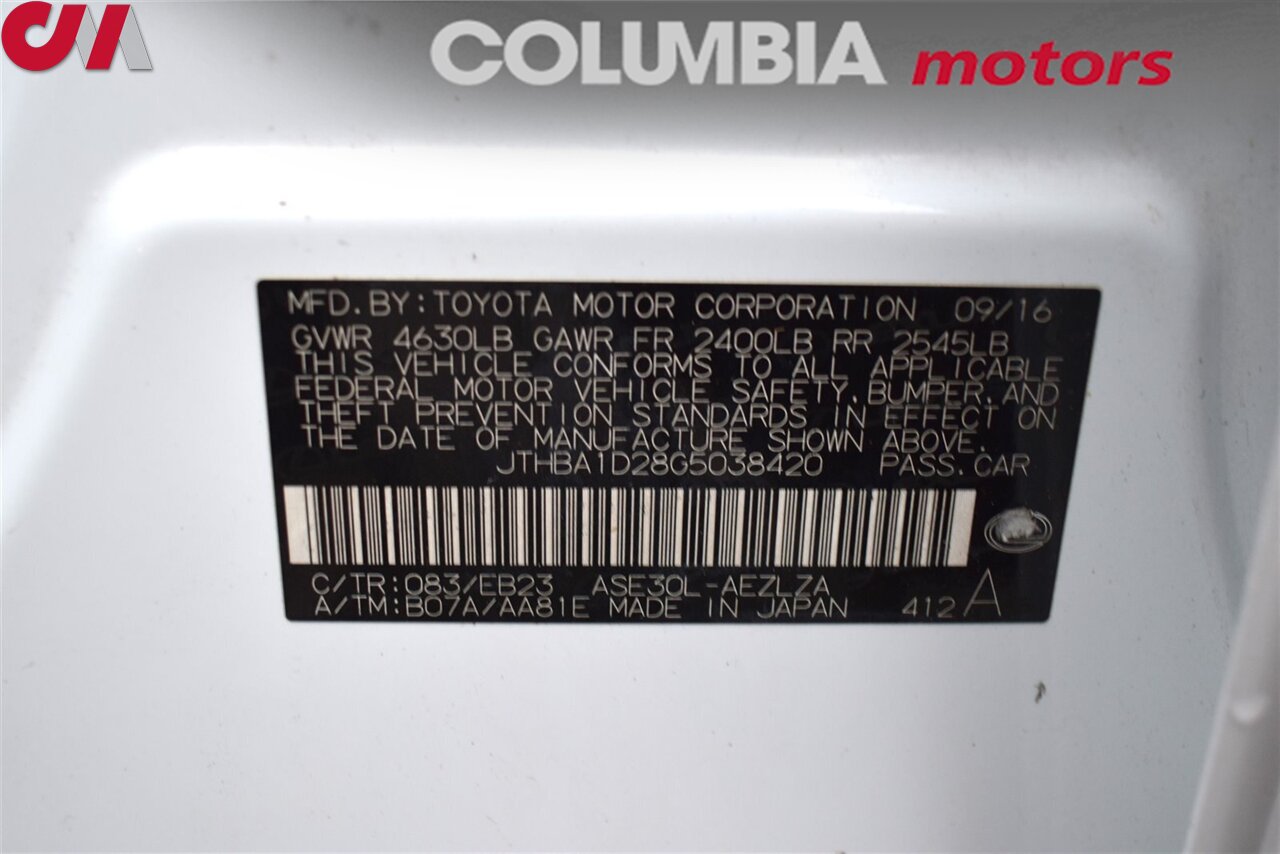 CM
COLUMBIA motors
MFD.BY:TOYOTA MOTOR CORPORATION 09/16
GVWR 4630LB GAWR FR 2400LB RR 2545LB
THIS VEHICLE CONFORMS TO ALL APPLICABLE
FEDERAL MOTOR VEHICLE SAFETY,BUMPER,AND
THEFT PREVENTION STANDARDS IN EFFECT ON
THE DATE OF MANUFACTURE SHOWN ABOVE.
JTHBA1D28G5038420 PASS.CAR
C/TR:083/EB23 ASE30L-AEZLZA
A/TM:B07A/AA81E MADE IN JAPAN 412 A